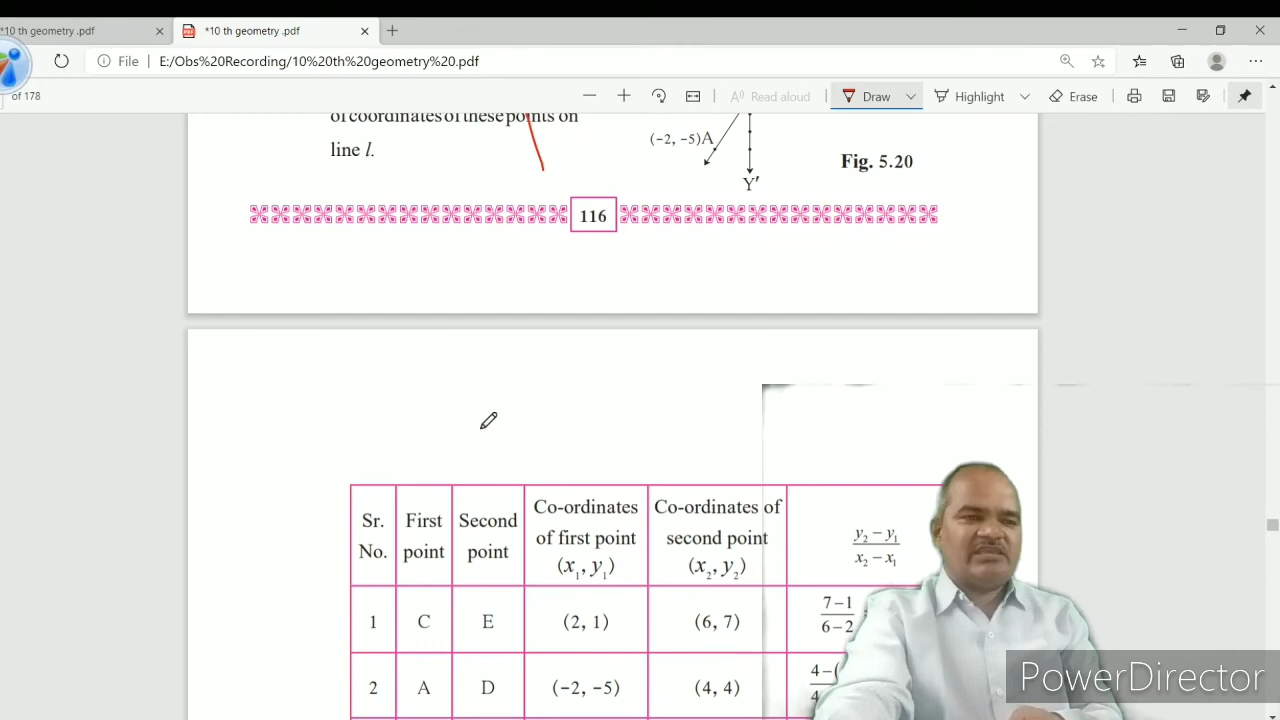 *10 th geometry .pdf
*10 th geometry .pdf
File
E:/Obs%20Recording/10%20th%20geometry%20.pdf
of 178
Read aloud
Draw
Highlight
Erase
of coordinates of these points on
line l.
(-2, -5)A
Y′
Fig. 5.20
116
Sr. No.
First point
Second point
Co-ordinates of first point (x₁, y₁)
Co-ordinates of second point (x₂, y₂)
y₂ − y₁ / x₂ − x₁
1 C E (2, 1) (6, 7) 7−1 / 6−2
2 A D (−2, −5) (4, 4) 4−( / 4
PowerDirector